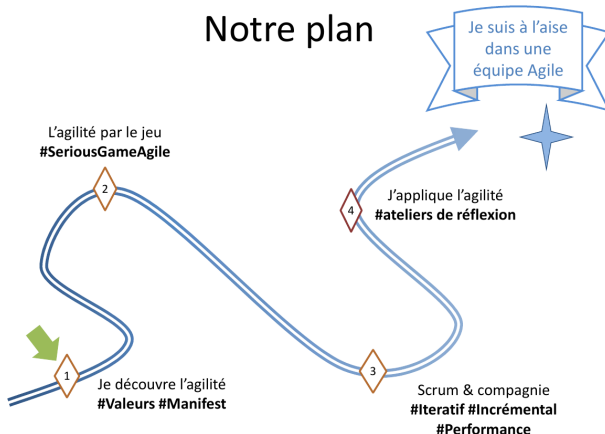 Notre plan
Je suis à l’aise
dans une
équipe Agile
L’agilité par le jeu
#SeriousGameAgile
2
J’applique l’agilité
#ateliers de réflexion
4
1
Je découvre l’agilité
#Valeurs #Manifest
3
Scrum & compagnie
#Iteratif #Incrémental
#Performance